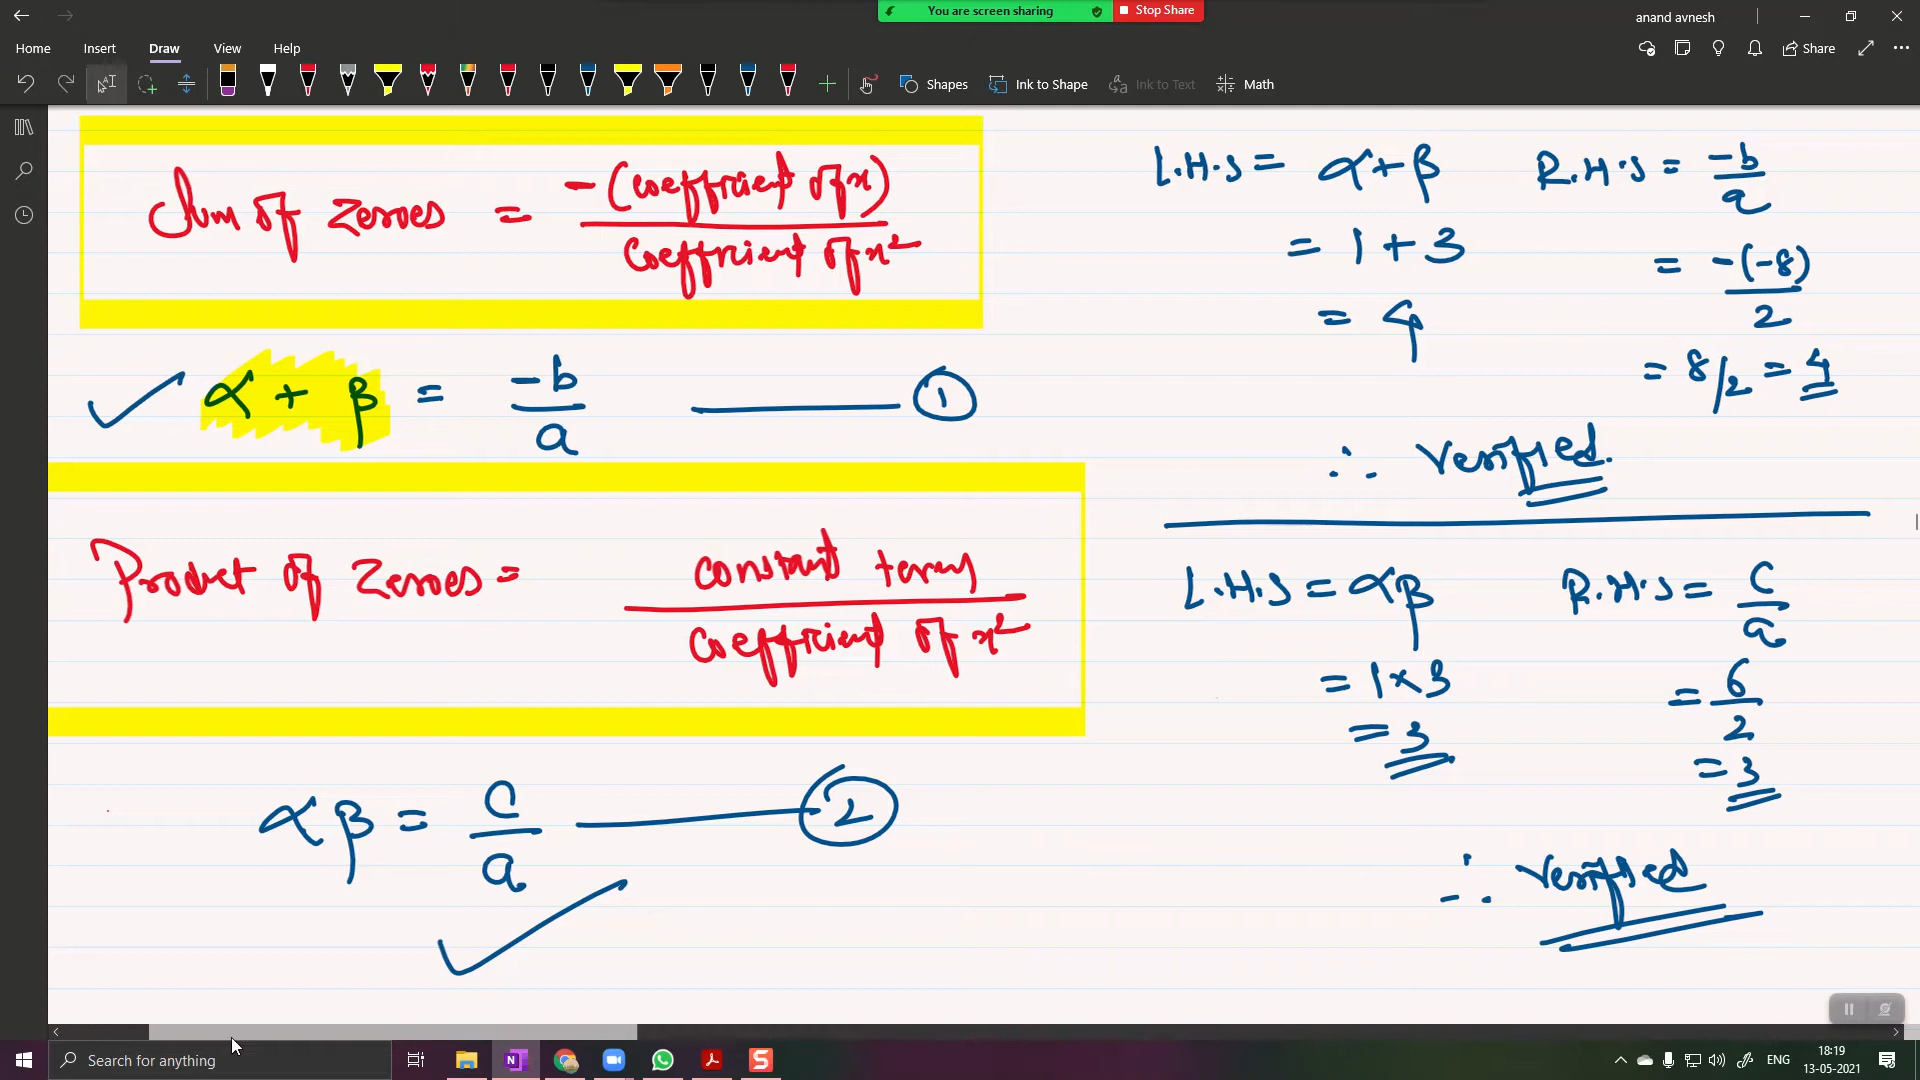 You are screen sharing
Stop Share
anand avnesh
Home Insert Draw View Help
Share
Shapes Ink to Shape Ink to Text Math
Sum of Zeroes = -(coefficient of x) / coefficient of x²
α + β = -b/a ——— ①
Product of Zeroes = constant term / coefficient of x²
αβ = c/a ——— ②
L.H.S = α+β
= 1 + 3
= 4
R.H.S = -b/a
= -(-8)/2
= 8/2 = 4
∴ Verified.
L.H.S = αβ
= 1×3
= 3
R.H.S = c/a
= 6/2
= 3
∴ Verified
Search for anything
ENG
18:19
13-05-2021